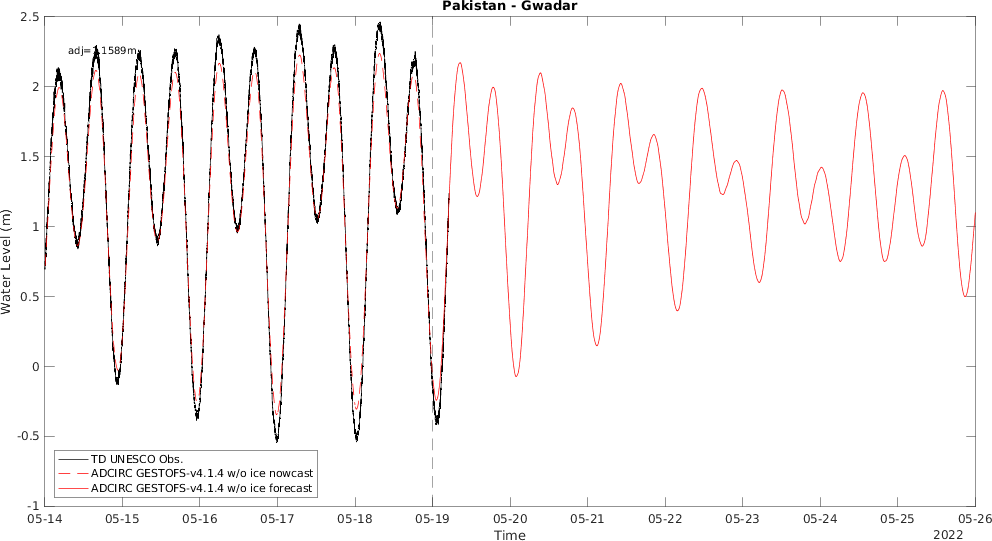 Pakistan - Gwadar
2.5
2
1.5
1
0.5
0
-0.5
-1
Water Level (m)
TD UNESCO Obs.
ADCIRC GESTOFS-v4.1.4 w/o ice nowcast
ADCIRC GESTOFS-v4.1.4 w/o ice forecast
05-14 05-15 05-16 05-17 05-18 05-19 05-20 05-21 05-22 05-23 05-24 05-25 05-26
Time
2022